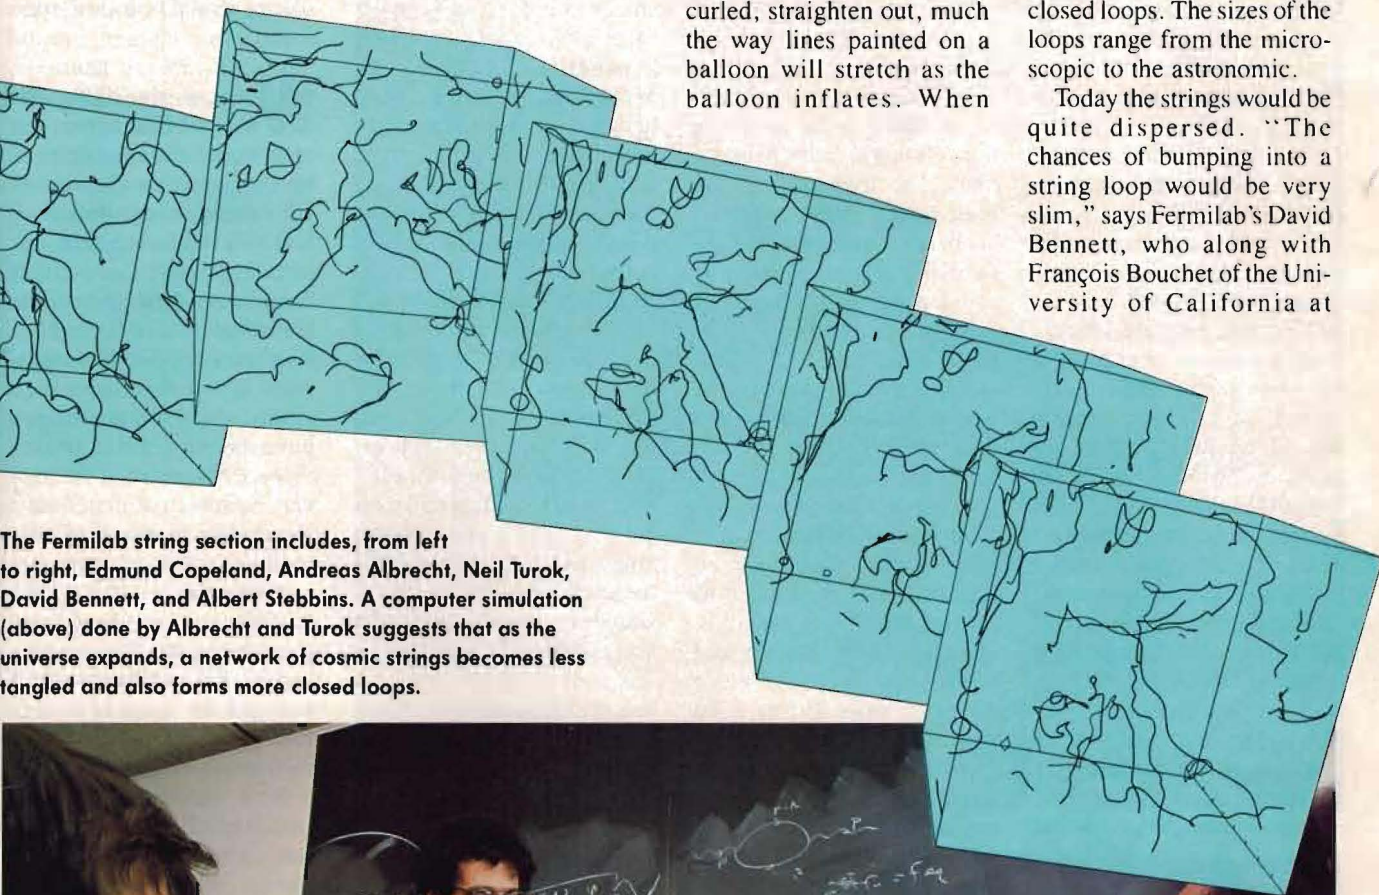 curled, straighten out, much
the way lines painted on a
balloon will stretch as the
balloon inflates. When
closed loops. The sizes of the
loops range from the micro-
scopic to the astronomic.
Today the strings would be
quite dispersed. "The
chances of bumping into a
string loop would be very
slim," says Fermilab's David
Bennett, who along with
François Bouchet of the Uni-
versity of California at
The Fermilab string section includes, from left
to right, Edmund Copeland, Andreas Albrecht, Neil Turok,
David Bennett, and Albert Stebbins. A computer simulation
(above) done by Albrecht and Turok suggests that as the
universe expands, a network of cosmic strings becomes less
tangled and also forms more closed loops.